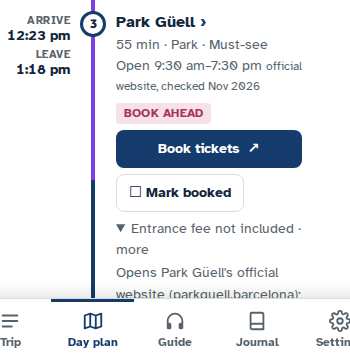 ARRIVE
12:23 pm
LEAVE
1:18 pm
3
Park Güell ›
55 min · Park · Must-see
Open 9:30 am–7:30 pm official
website, checked Nov 2026
BOOK AHEAD
Book tickets ↗
☐ Mark booked
▼ Entrance fee not included ·
more
Opens Park Güell's official
website (parkguell.barcelona):
Trip
Day plan
Guide
Journal
Settin